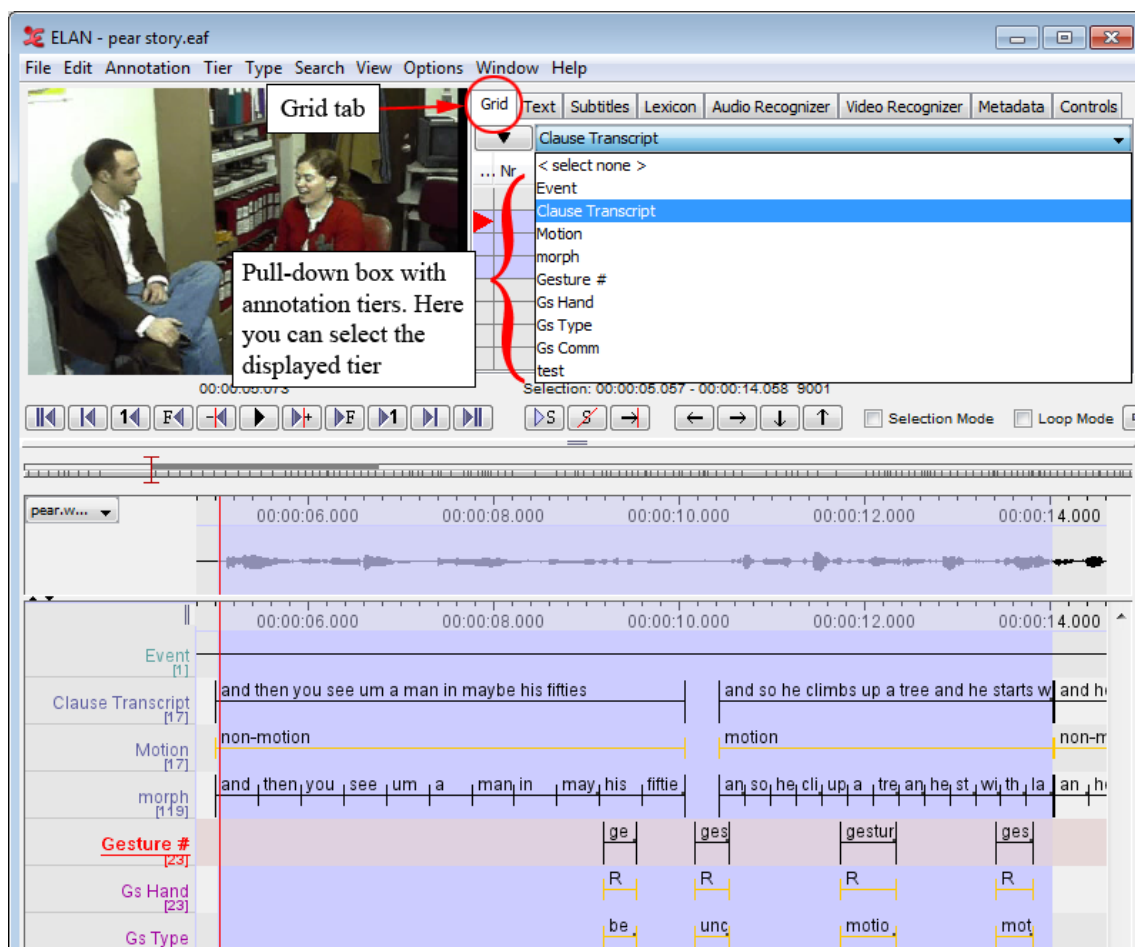 ELAN - pear story.eaf
File Edit Annotation Tier Type Search View Options Window Help
Grid tab
Grid Text Subtitles Lexicon Audio Recognizer Video Recognizer Metadata Controls
Clause Transcript
... Nr
< select none >
Event
Clause Transcript
Motion
morph
Gesture #
Gs Hand
Gs Type
Gs Comm
test
Pull-down box with
annotation tiers. Here
you can select the
displayed tier
00:00:05.073
Selection: 00:00:05.057 - 00:00:14.058 9001
1 F F 1 S S Selection Mode Loop Mode
pear.w...
00:00:06.000 00:00:08.000 00:00:10.000 00:00:12.000 00:00:14.000
00:00:06.000 00:00:08.000 00:00:10.000 00:00:12.000 00:00:14.000
Event
[1]
Clause Transcript and then you see um a man in maybe his fifties and so he climbs up a tree and he starts w and he
[17]
Motion non-motion motion non-m
[17]
morph and then you see um a man in may his fiftie an so he cli up a tre an he st wi th la an h
[119]
Gesture # ge ges gestur ges
[23]
Gs Hand R R R R
[23]
Gs Type be unc motio mot